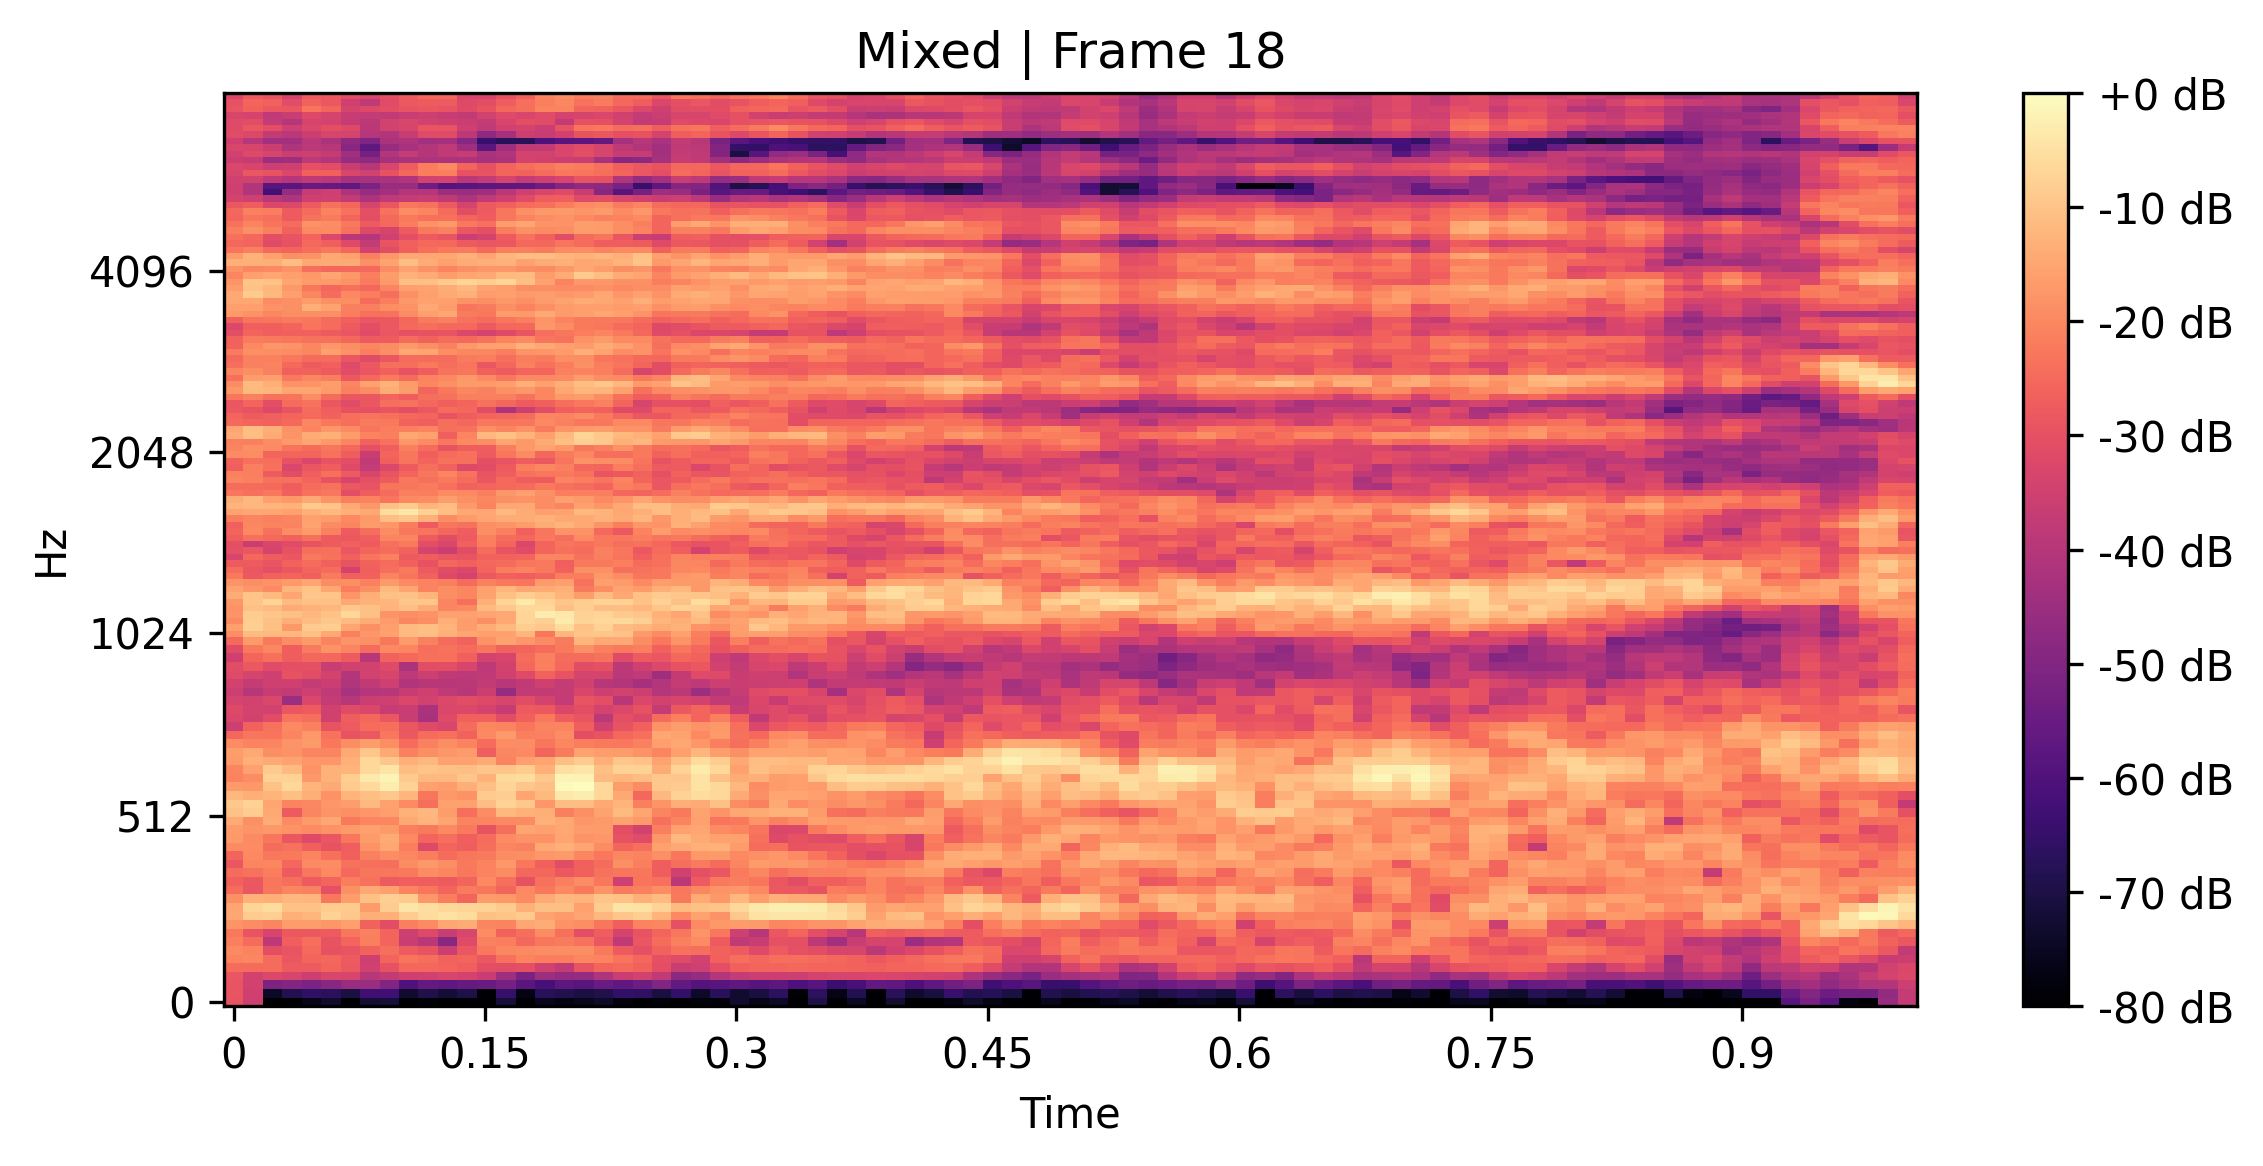 Mixed | Frame 18
+0 dB
-10 dB
-20 dB
-30 dB
-40 dB
-50 dB
-60 dB
-70 dB
-80 dB
Hz
4096
2048
1024
512
0
0 0.15 0.3 0.45 0.6 0.75 0.9
Time